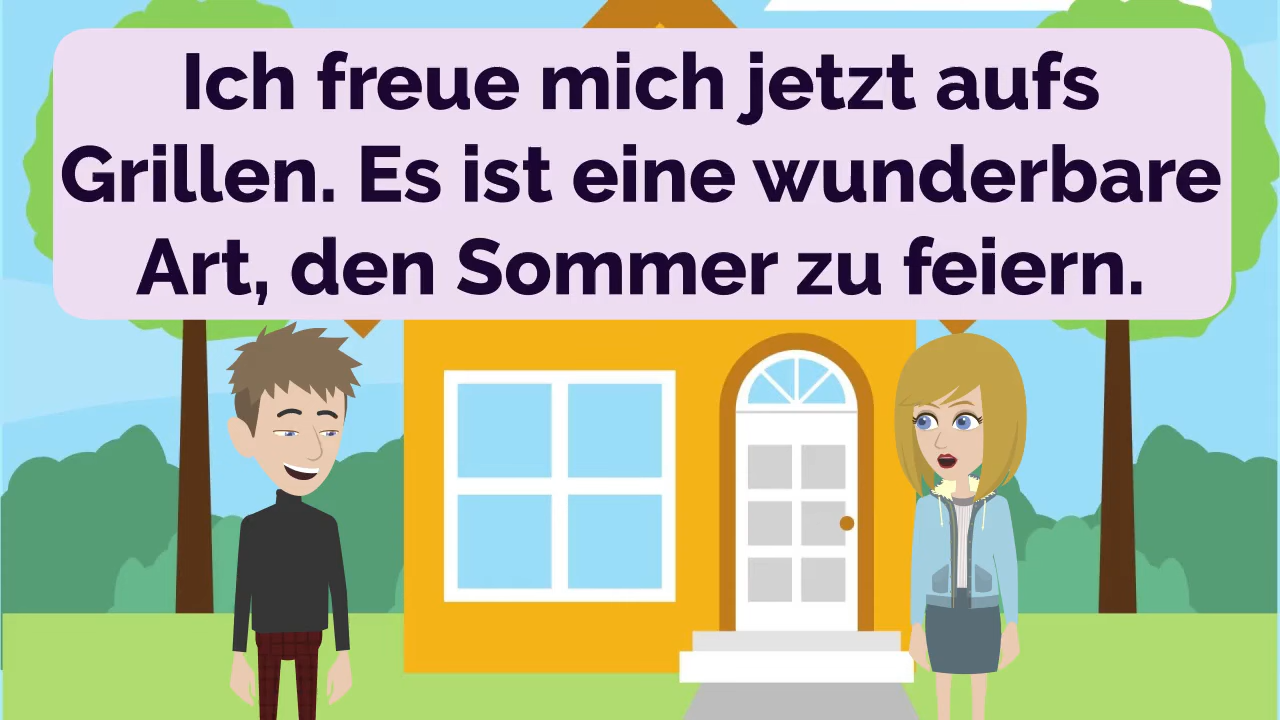 Ich freue mich jetzt aufs
Grillen. Es ist eine wunderbare
Art, den Sommer zu feiern.